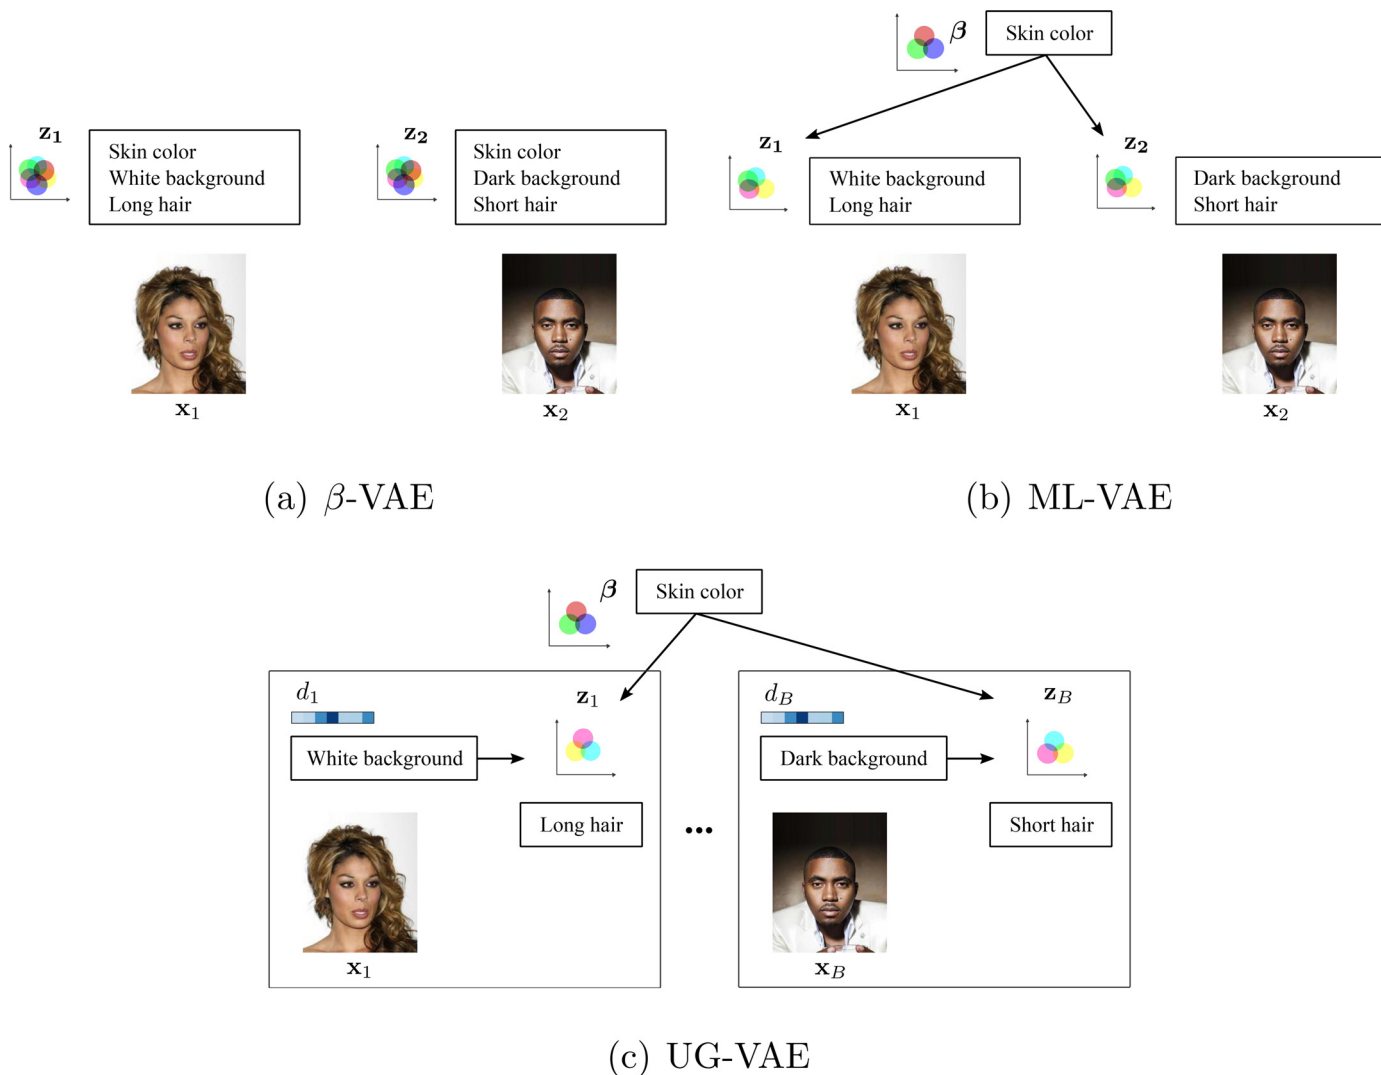 β Skin color
z₁
Skin color
White background
Long hair
z₂
Skin color
Dark background
Short hair
z₁
White background
Long hair
z₂
Dark background
Short hair
x₁
x₂
x₁
x₂
(a) β-VAE
(b) ML-VAE
β Skin color
d₁
z₁
White background
Long hair
x₁
...
d_B
z_B
Dark background
Short hair
x_B
(c) UG-VAE